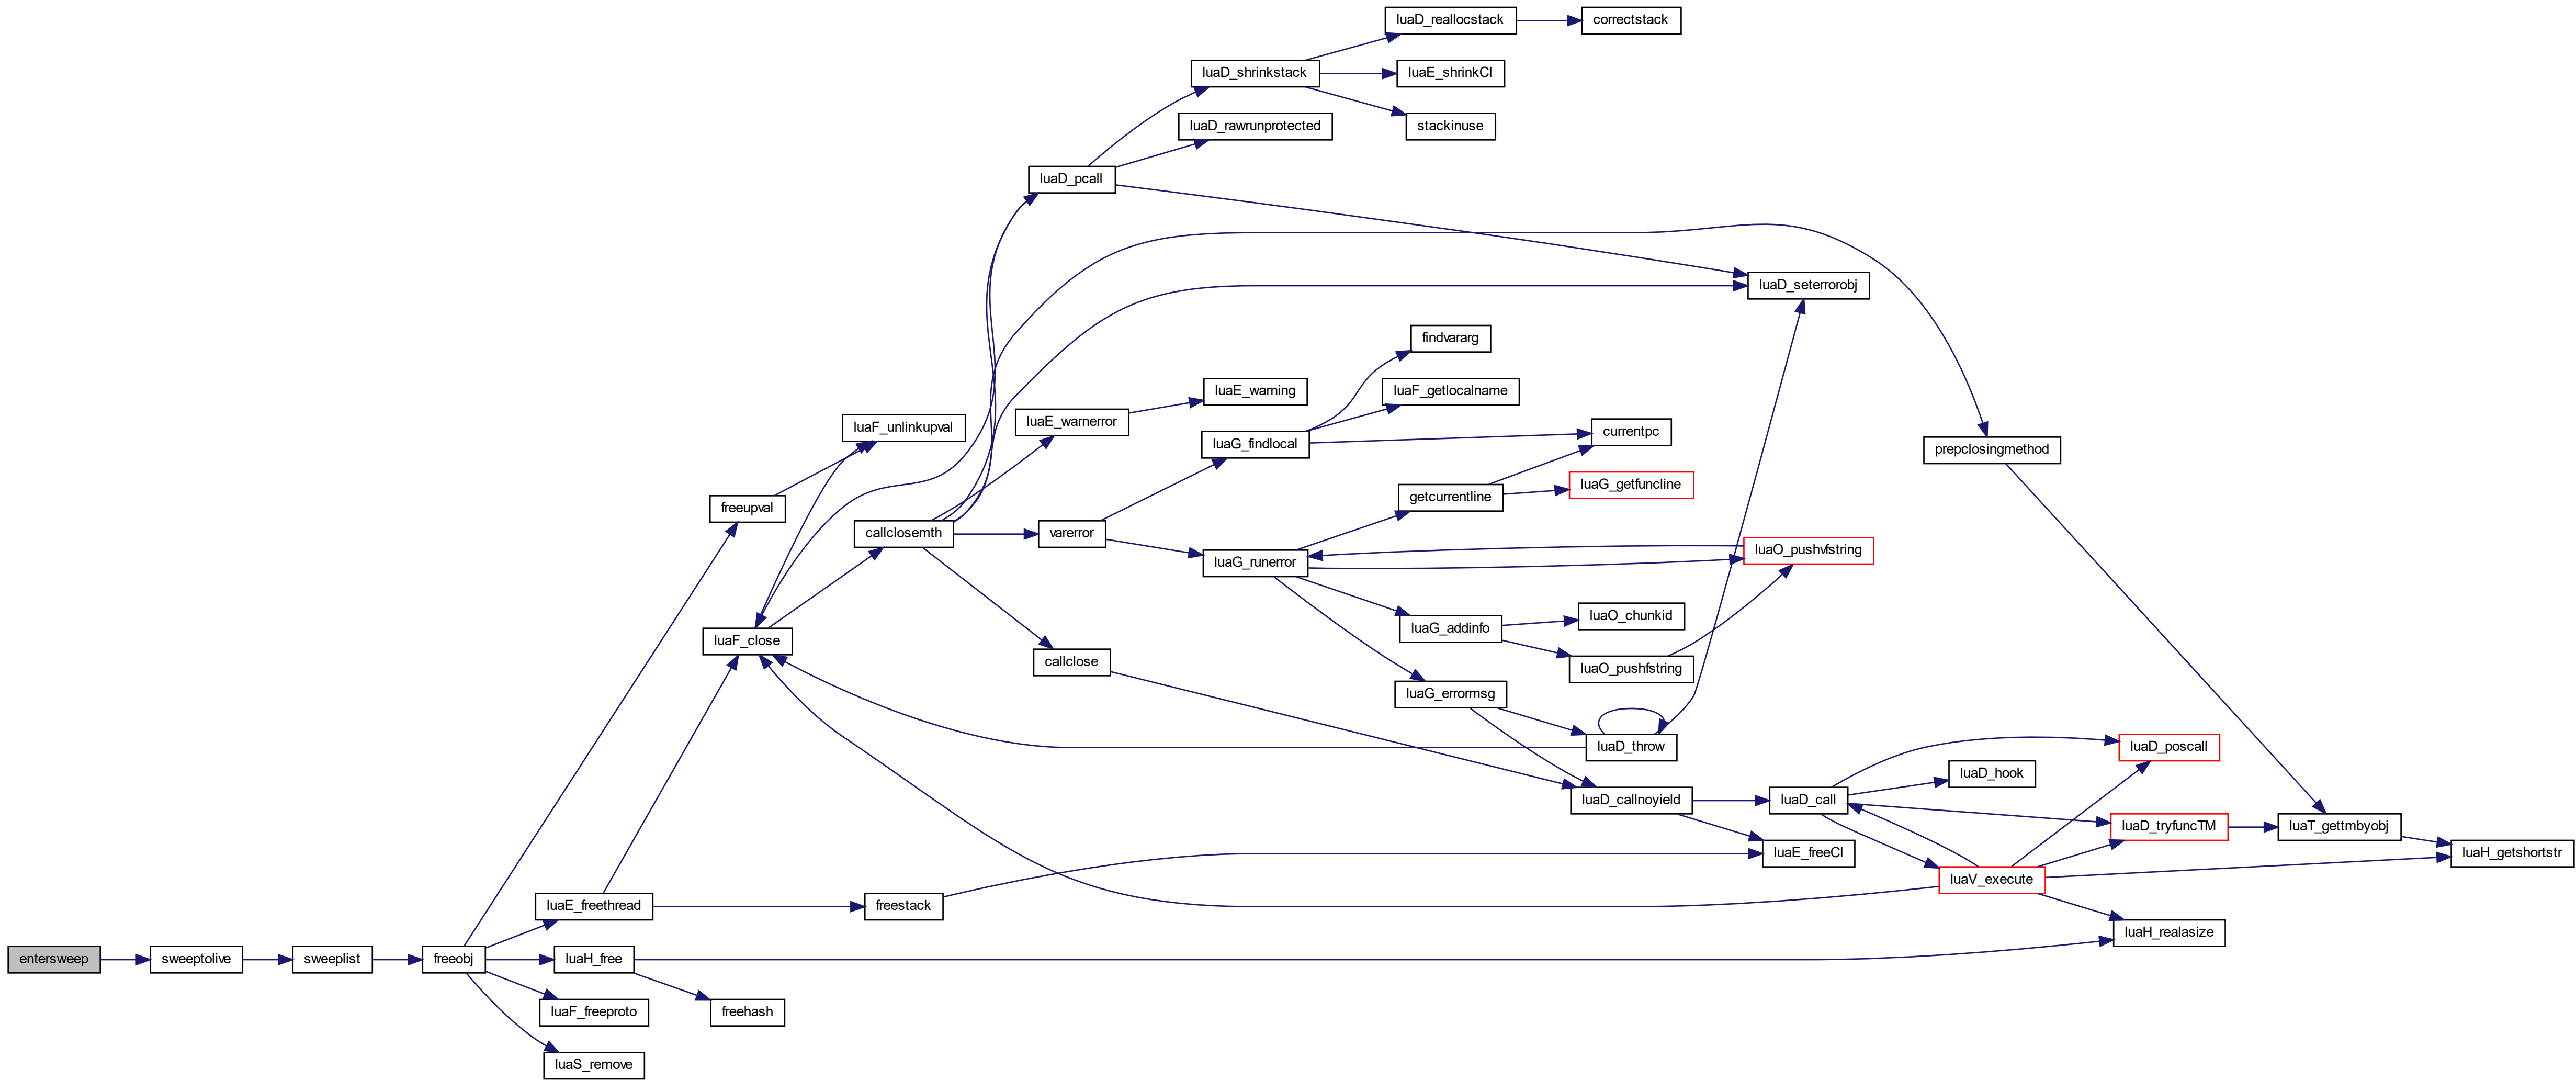 luaD_reallocstack
correctstack
luaD_shrinkstack
luaE_shrinkCI
luaD_rawrunprotected
stackinuse
luaD_pcall
luaD_seterrorobj
findvararg
luaE_warning
luaF_getlocalname
luaE_warnerror
luaF_unlinkupval
luaG_findlocal
currentpc
prepclosingmethod
luaG_getfuncline
getcurrentline
freeupval
callclosemth
varerror
luaG_runerror
luaO_pushvfstring
luaO_chunkid
luaG_addinfo
luaF_close
callclose
luaO_pushfstring
luaG_errormsg
luaD_throw
luaD_poscall
luaD_hook
luaD_callnoyield
luaD_call
luaD_tryfuncTM
luaT_gettmbyobj
luaE_freeCI
luaH_getshortstr
luaV_execute
luaE_freethread
freestack
luaH_realasize
entersweep
sweeptolive
sweeplist
freeobj
luaH_free
luaF_freeproto
freehash
luaS_remove